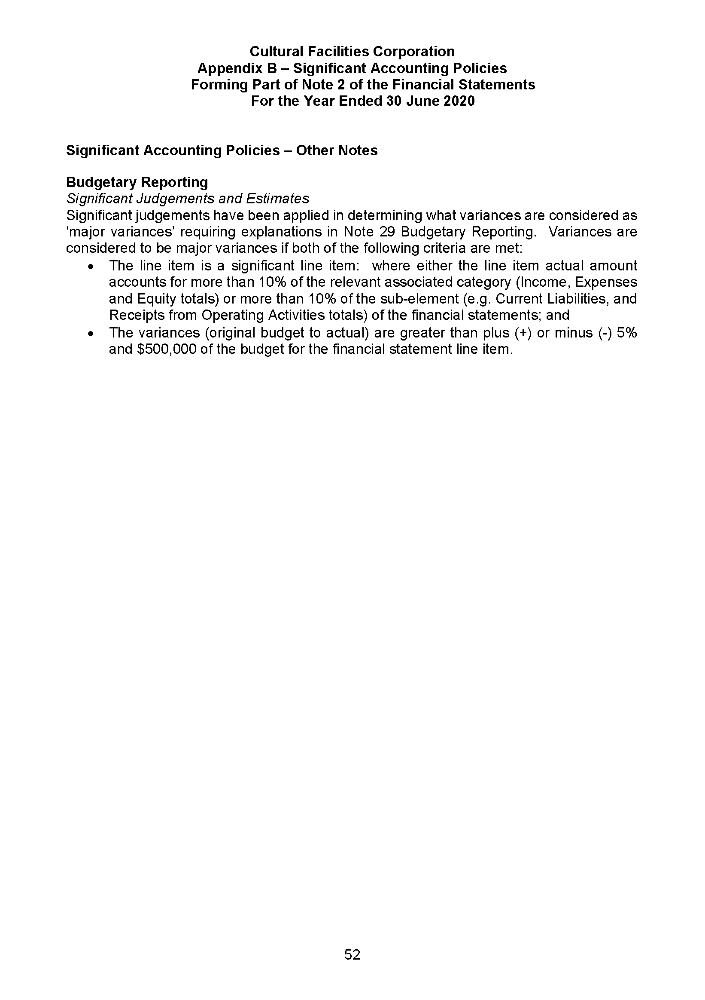 Cultural Facilities Corporation
Appendix B – Significant Accounting Policies
Forming Part of Note 2 of the Financial Statements
For the Year Ended 30 June 2020
Significant Accounting Policies – Other Notes
Budgetary Reporting
Significant Judgements and Estimates
Significant judgements have been applied in determining what variances are considered as
‘major variances’ requiring explanations in Note 29 Budgetary Reporting.  Variances are
considered to be major variances if both of the following criteria are met:
• The line item is a significant line item:  where either the line item actual amount
accounts for more than 10% of the relevant associated category (Income, Expenses
and Equity totals) or more than 10% of the sub-element (e.g. Current Liabilities, and
Receipts from Operating Activities totals) of the financial statements; and
• The variances (original budget to actual) are greater than plus (+) or minus (-) 5%
and $500,000 of the budget for the financial statement line item.
52